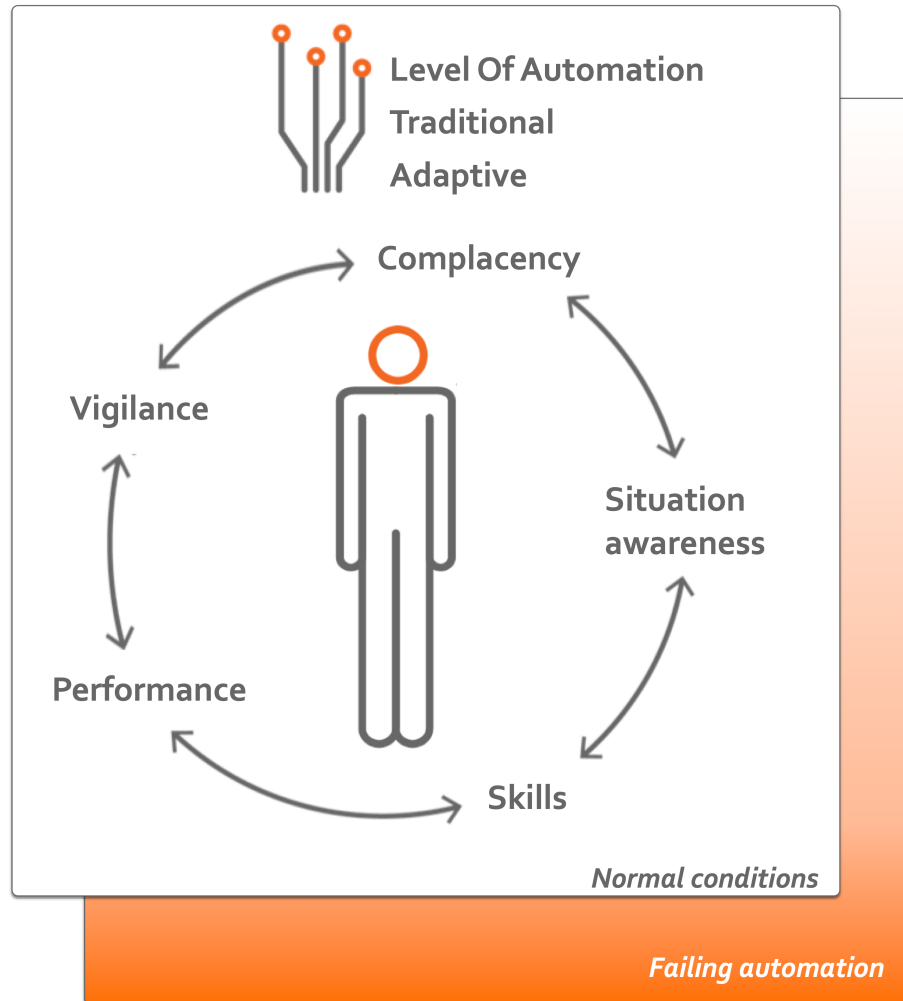 Level Of Automation
Traditional
Adaptive
Complacency
Vigilance
Situation
awareness
Performance
Skills
Normal conditions
Failing automation